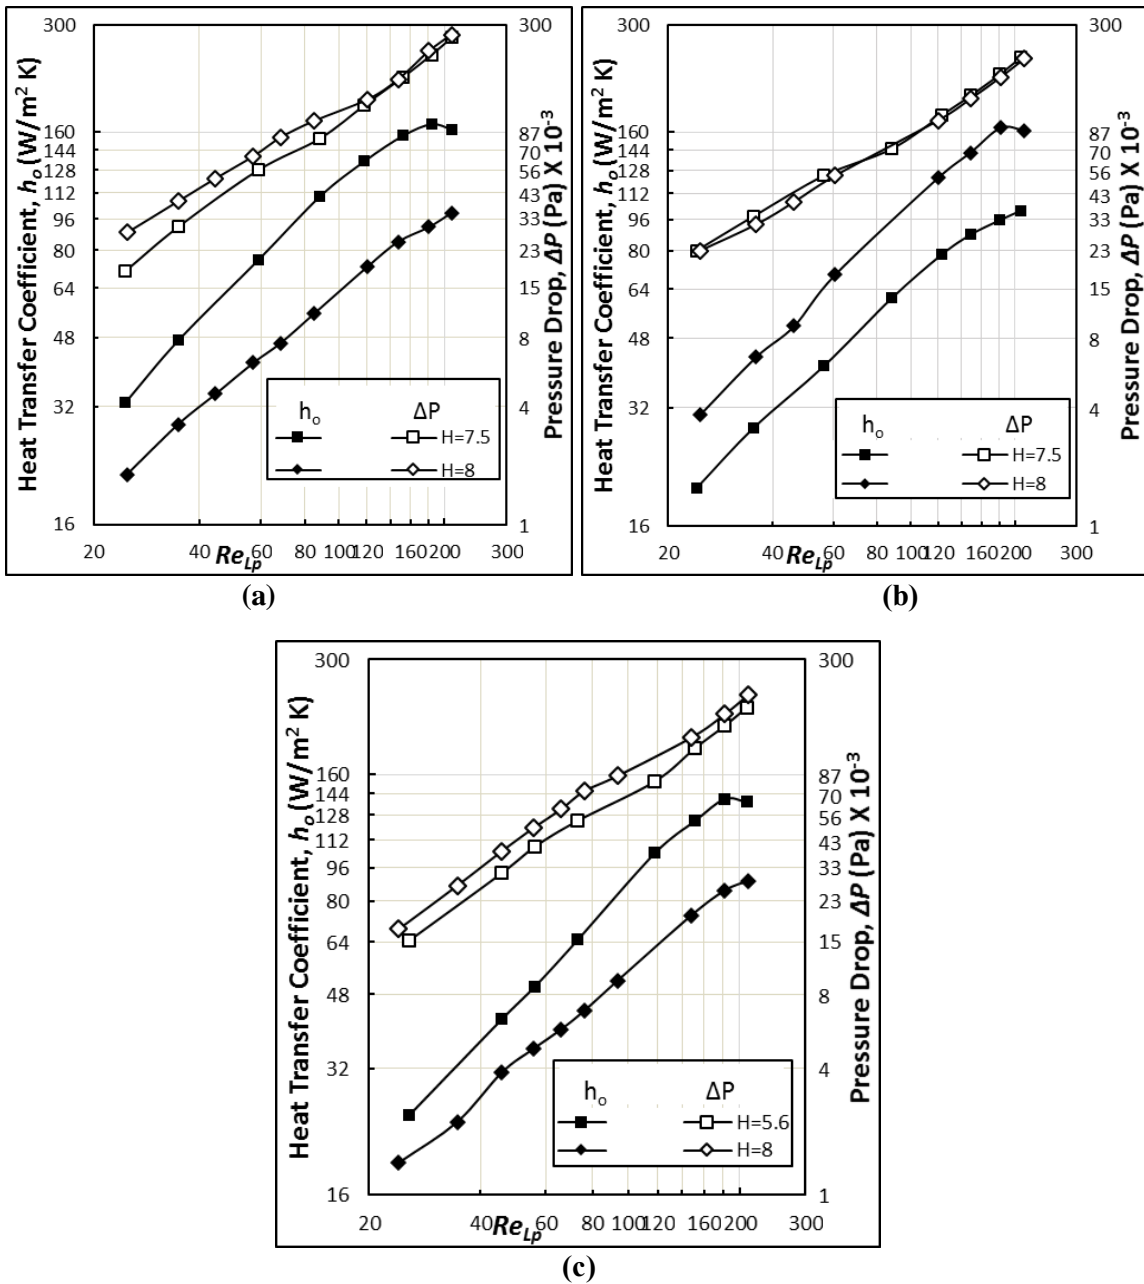 Heat Transfer Coefficient, hₒ (W/m² K)
300
160
144
128
112
96
80
64
48
32
16
20 40 60 80 100 120 160 200 300
Re_Lp
300
87
70
56
43
33
23
15
8
4
1
Pressure Drop, ΔP (Pa) X 10⁻³
hₒ ΔP
H=7.5
H=8
(a)
Heat Transfer Coefficient, hₒ (W/m² K)
300
160
144
128
112
96
80
64
48
32
16
20 40 60 80 100 120 160 200 300
Re_Lp
300
87
70
56
43
33
23
15
8
4
1
Pressure Drop, ΔP (Pa) X 10⁻³
hₒ ΔP
H=7.5
H=8
(b)
Heat Transfer Coefficient, hₒ (W/m² K)
300
160
144
128
112
96
80
64
48
32
16
20 40 60 80 100 120 160 200 300
Re_Lp
300
87
70
56
43
33
23
15
8
4
1
Pressure Drop, ΔP (Pa) X 10⁻³
hₒ ΔP
H=5.6
H=8
(c)